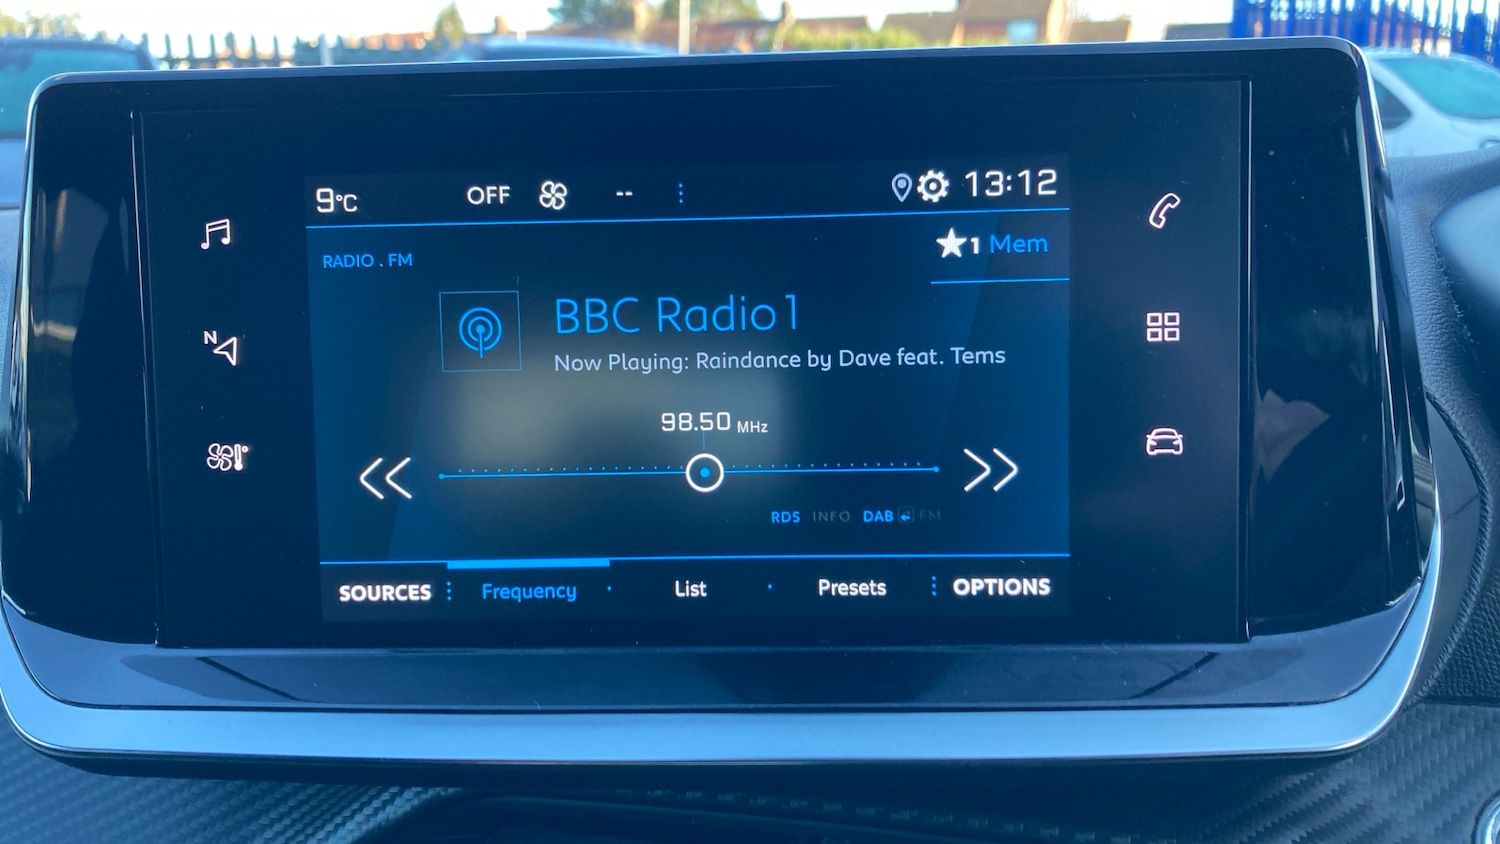 9°C OFF -- 13:12
RADIO . FM
★1 Mem
BBC Radio 1
Now Playing: Raindance by Dave feat. Tems
N
98.50 MHz
RDS INFO DAB FM
SOURCES Frequency List Presets OPTIONS